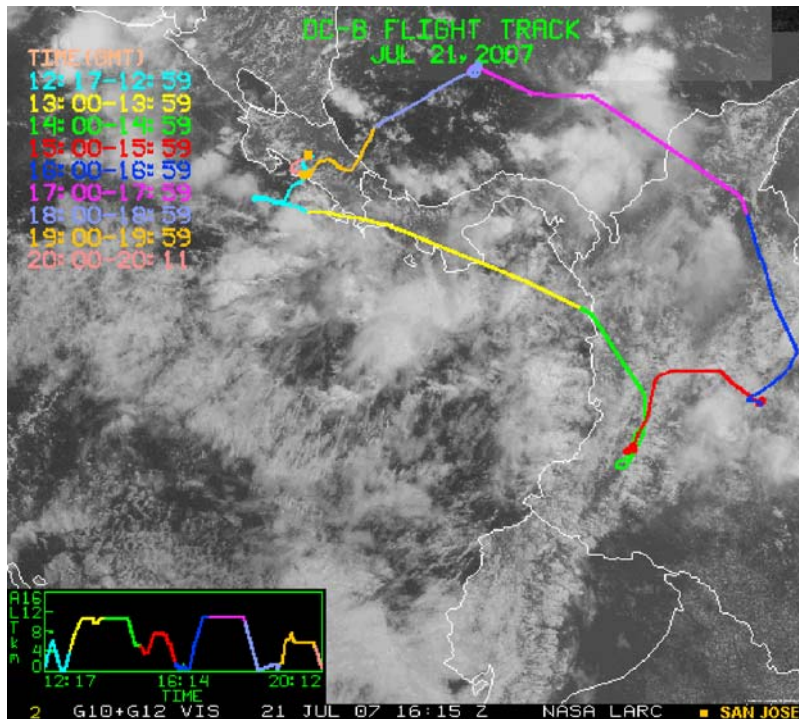 DC-8 FLIGHT TRACK
JUL 21, 2007
TIME(GMT)
12:17-12:59
13:00-13:59
14:00-14:59
15:00-15:59
16:00-16:59
17:00-17:59
18:00-18:59
19:00-19:59
20:00-20:11
ALT km
16
12
8
4
0
12:17 16:14 20:12
TIME
2 G10+G12 VIS 21 JUL 07 16:15 Z NASA LARC SAN JOSE